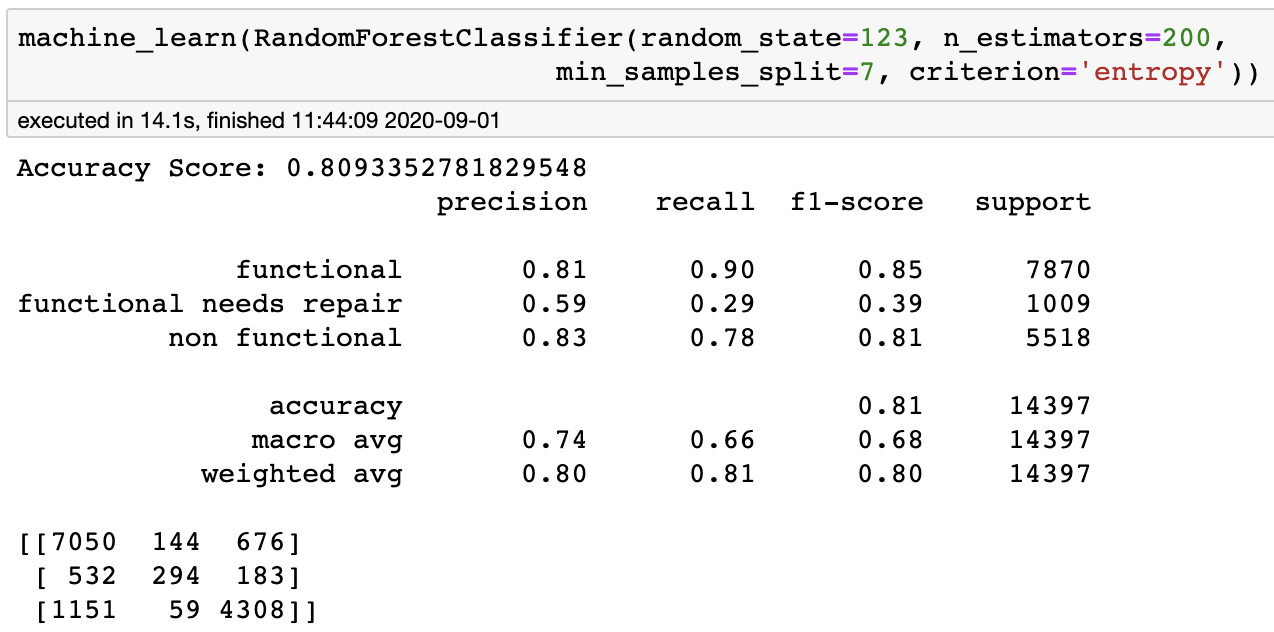 machine_learn(RandomForestClassifier(random_state=123, n_estimators=200,
min_samples_split=7, criterion='entropy'))
executed in 14.1s, finished 11:44:09 2020-09-01
Accuracy Score: 0.8093352781829548
precision recall f1-score support
functional 0.81 0.90 0.85 7870
functional needs repair 0.59 0.29 0.39 1009
non functional 0.83 0.78 0.81 5518
accuracy 0.81 14397
macro avg 0.74 0.66 0.68 14397
weighted avg 0.80 0.81 0.80 14397
[[7050 144 676]
[ 532 294 183]
[1151 59 4308]]